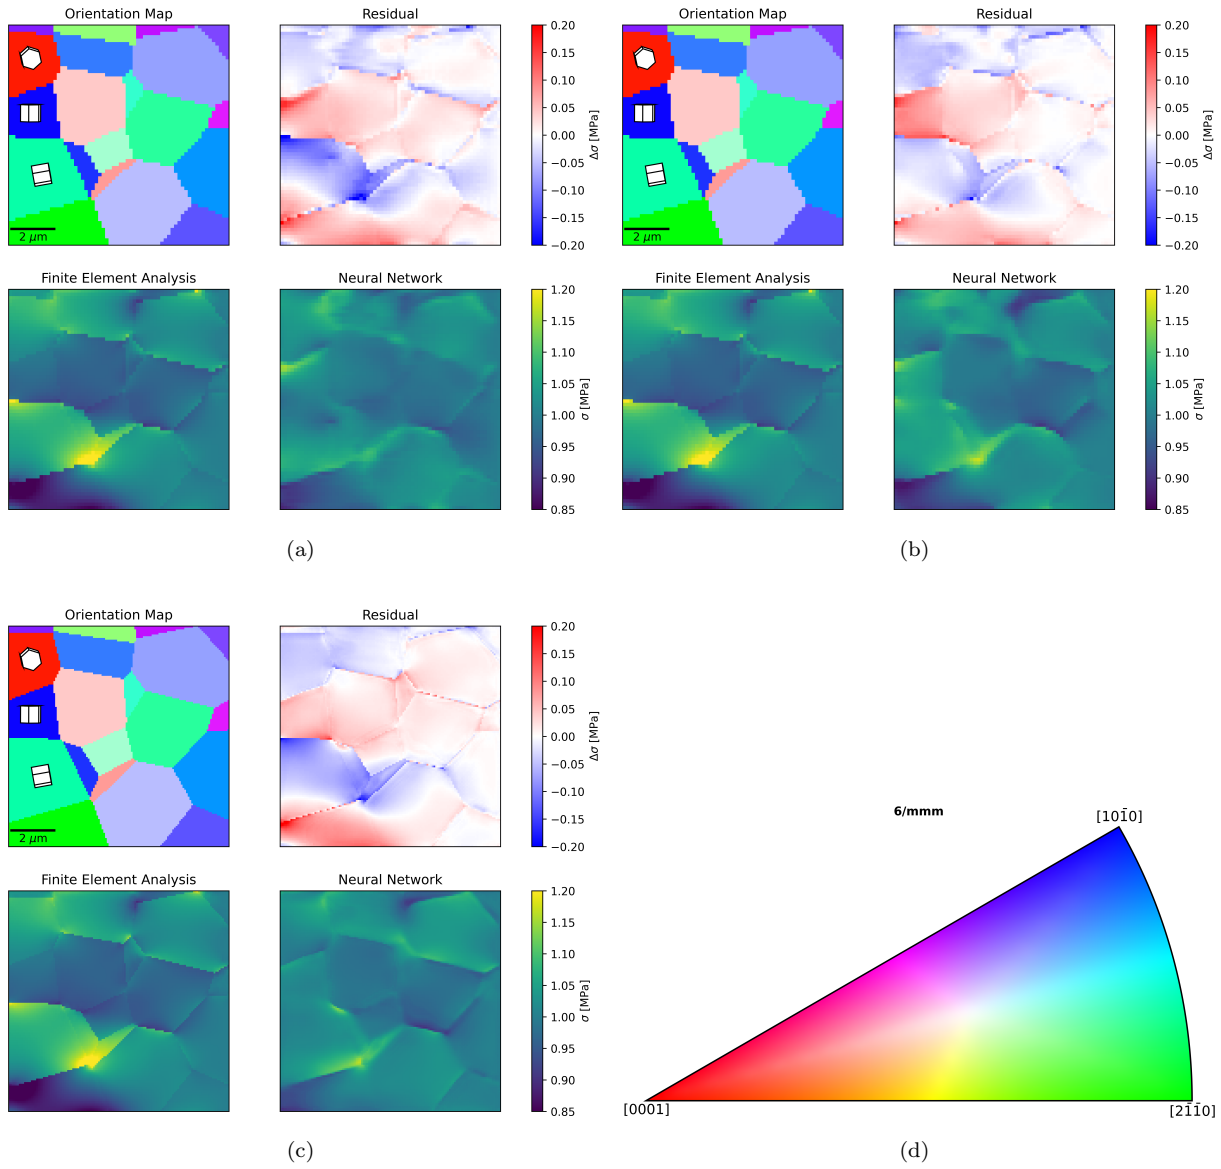 Orientation Map
Residual
0.20
0.15
0.10
0.05
0.00
−0.05
−0.10
−0.15
−0.20
Δσ [MPa]
2 μm
Finite Element Analysis
Neural Network
1.20
1.15
1.10
1.05
1.00
0.95
0.90
0.85
σ [MPa]
(a)
Orientation Map
Residual
0.20
0.15
0.10
0.05
0.00
−0.05
−0.10
−0.15
−0.20
Δσ [MPa]
2 μm
Finite Element Analysis
Neural Network
1.20
1.15
1.10
1.05
1.00
0.95
0.90
0.85
σ [MPa]
(b)
Orientation Map
Residual
0.20
0.15
0.10
0.05
0.00
−0.05
−0.10
−0.15
−0.20
Δσ [MPa]
2 μm
Finite Element Analysis
Neural Network
1.20
1.15
1.10
1.05
1.00
0.95
0.90
0.85
σ [MPa]
(c)
6/mmm
[101̄0]
[0001]
[21̄1̄0]
(d)